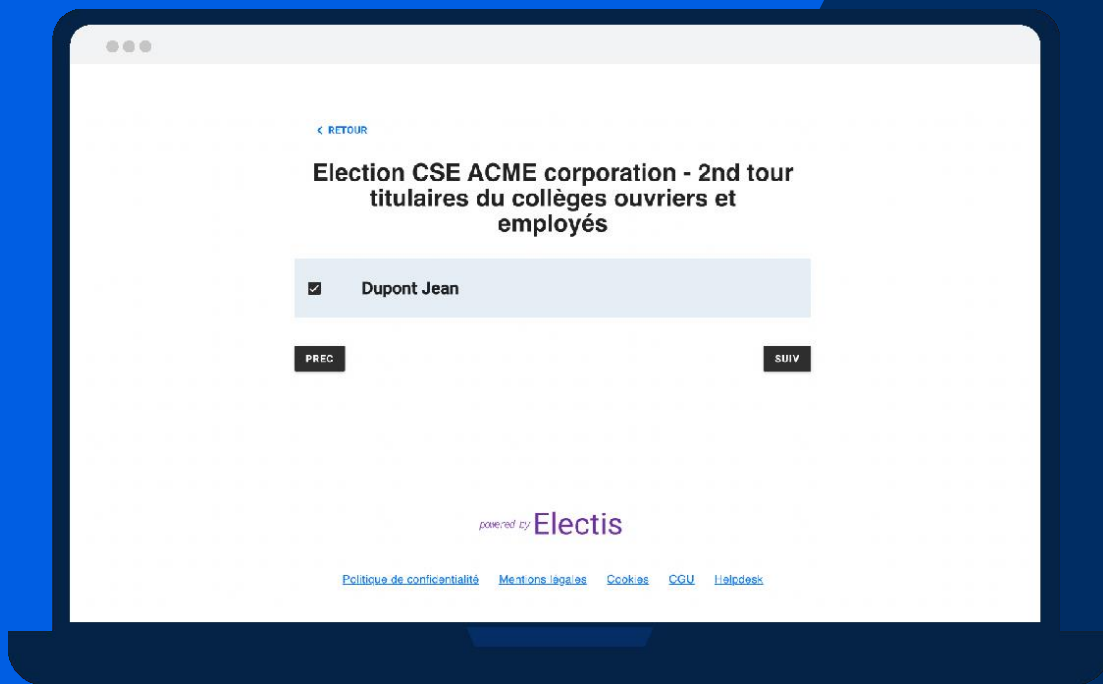 < RETOUR
Election CSE ACME corporation - 2nd tour
titulaires du collèges ouvriers et
employés
Dupont Jean
PREC
SUIV
powered by Electis
Politique de confidentialité Mentions légales Cookies CGU Helpdesk